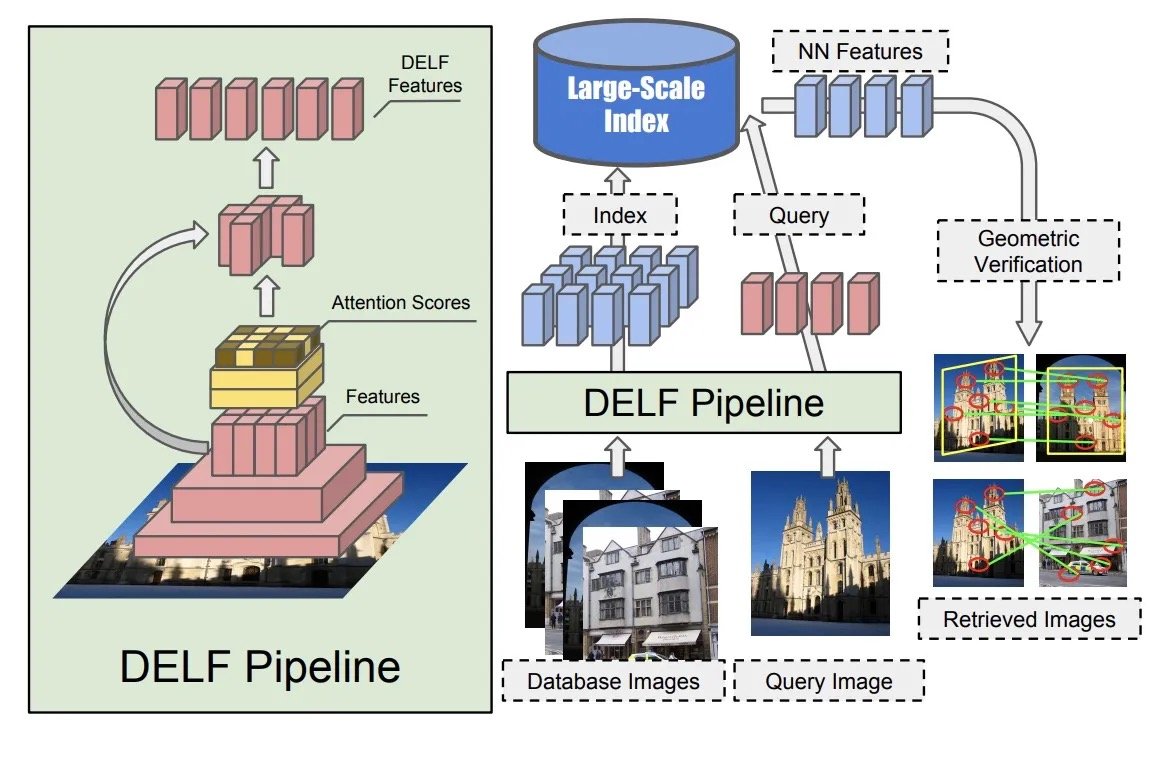 DELF
Features
Attention Scores
Features
DELF Pipeline
Large-Scale
Index
NN Features
Index
Query
Geometric
Verification
DELF Pipeline
Retrieved Images
Database Images
Query Image